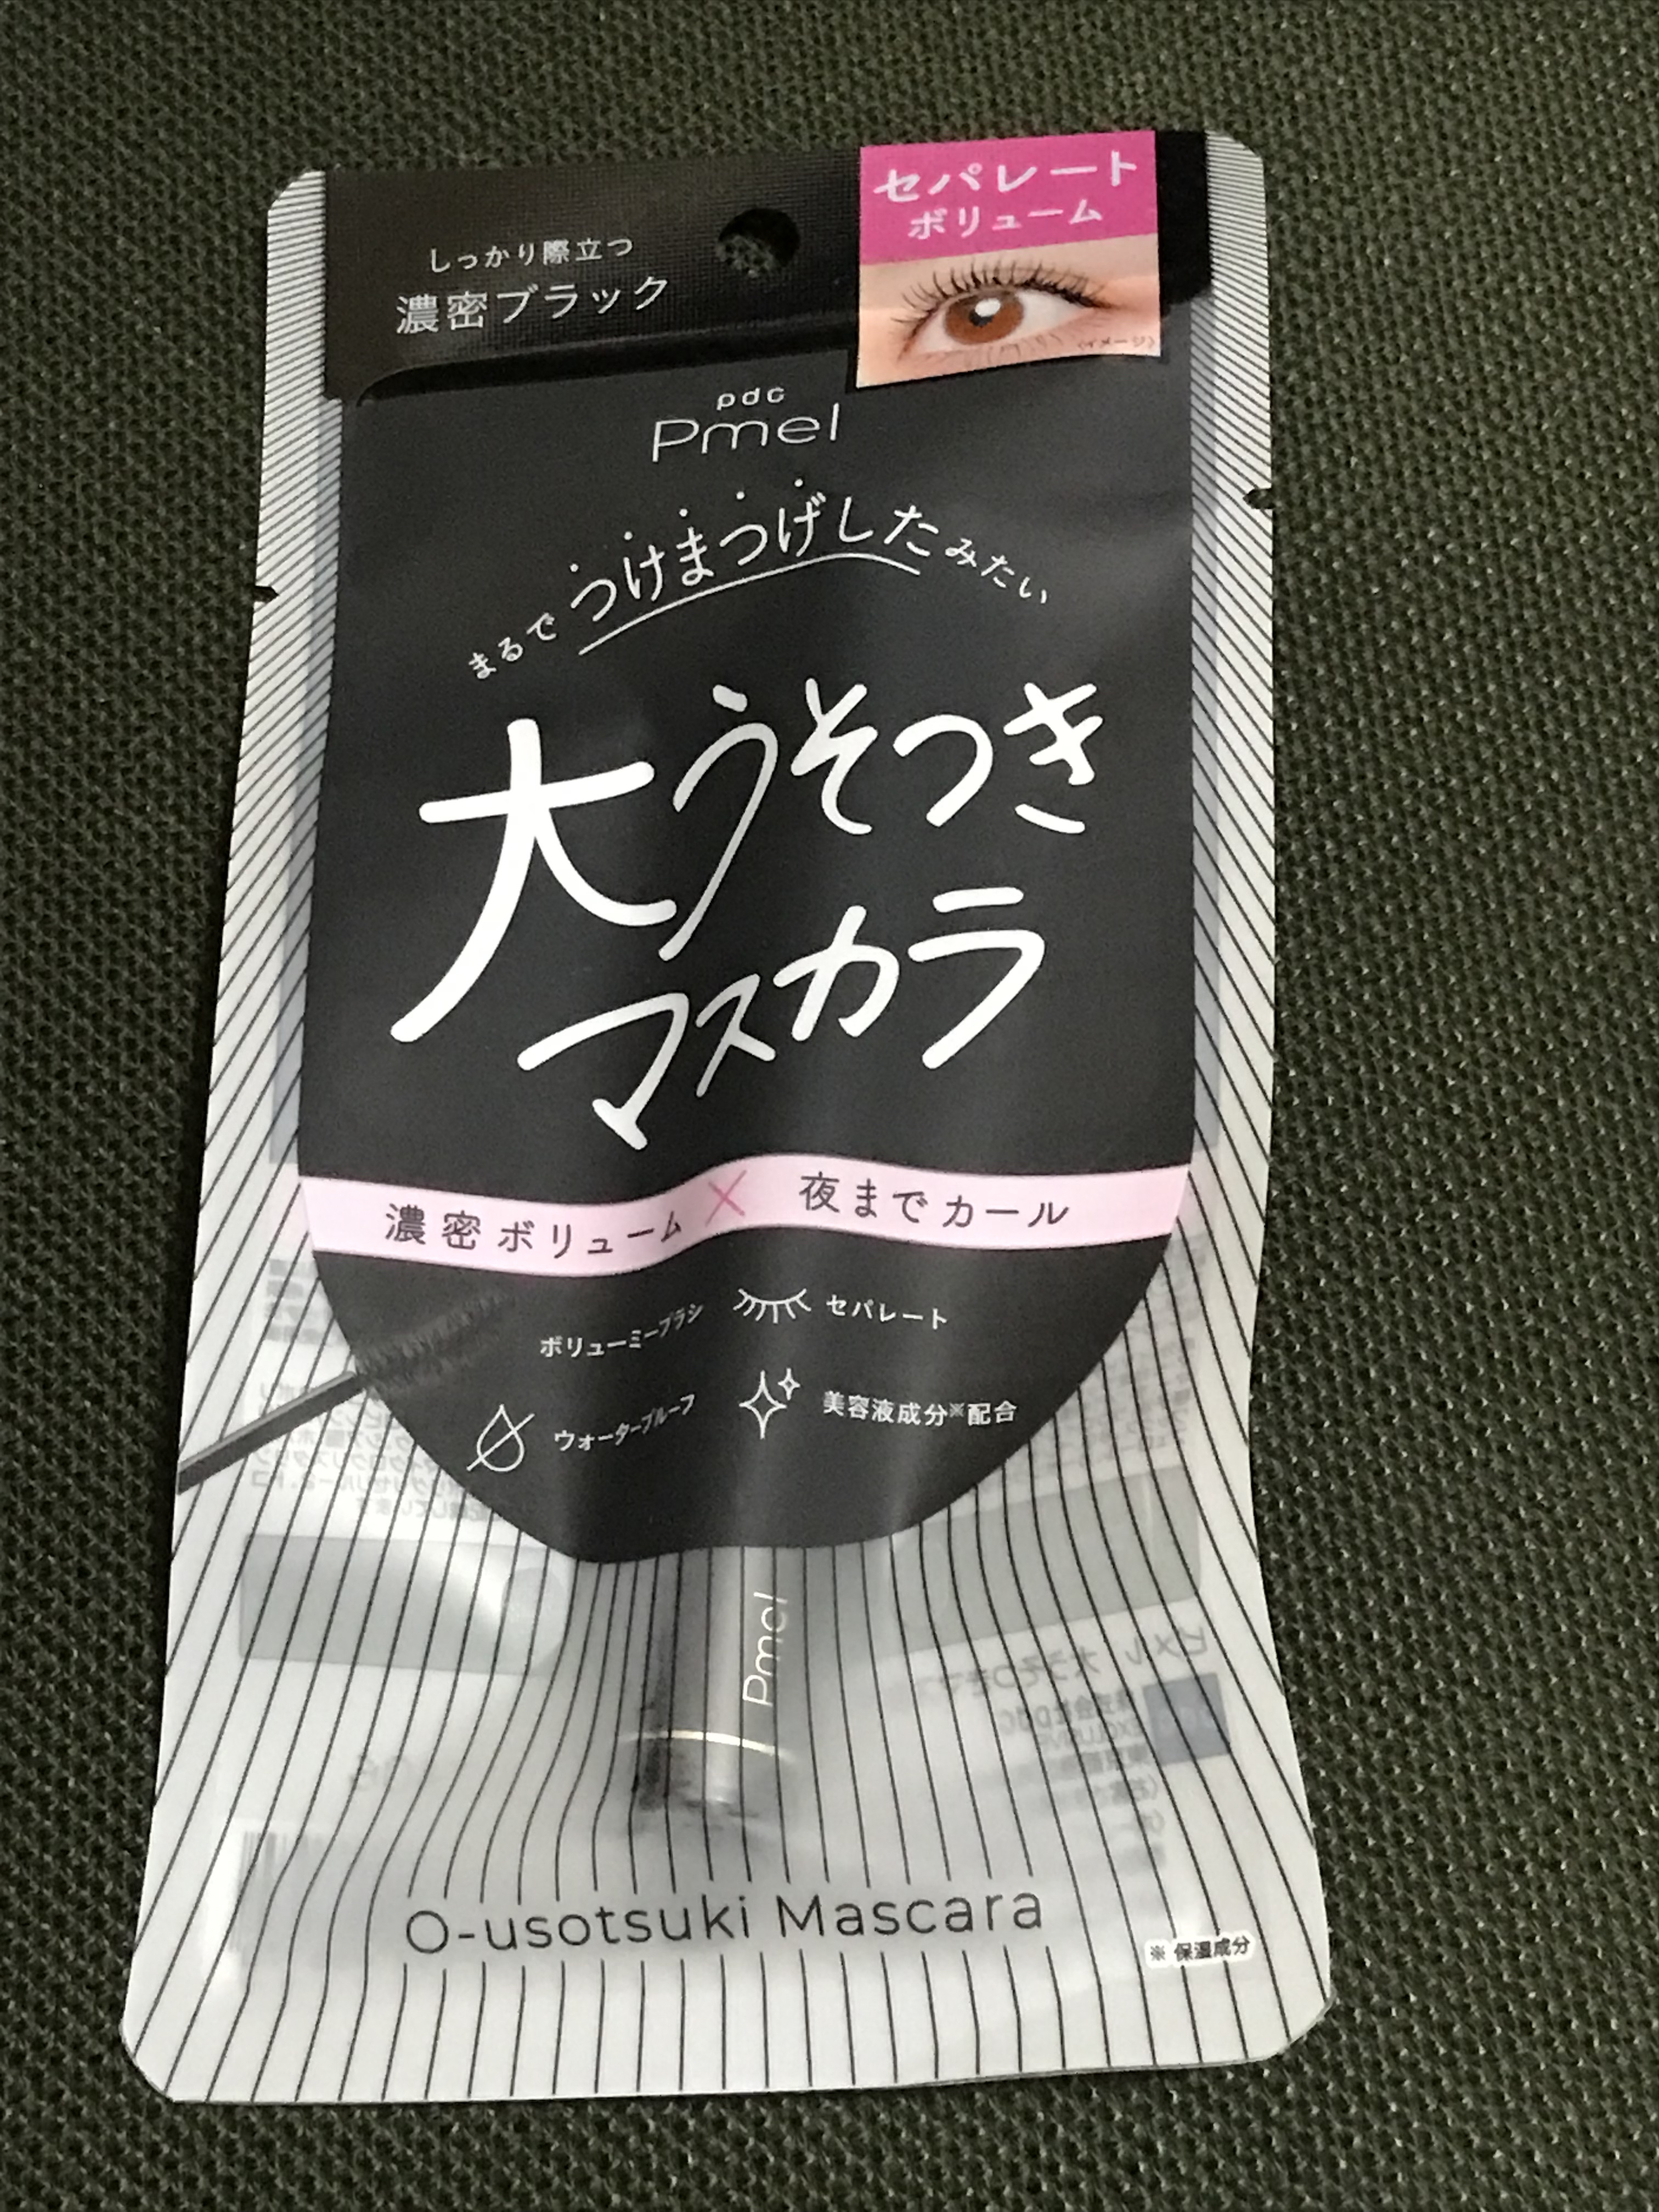 セパレート
ボリューム
しっかり際立つ
濃密ブラック
<イメージ>
pdc
Pmel
まるでつけまつげしたみたい
大うそつき
マスカラ
濃密ボリューム×夜までカール
ボリューミーブラシ
セパレート
ウォータープルーフ
美容液成分※配合
Pmel
O-usotsuki Mascara
※ 保湿成分